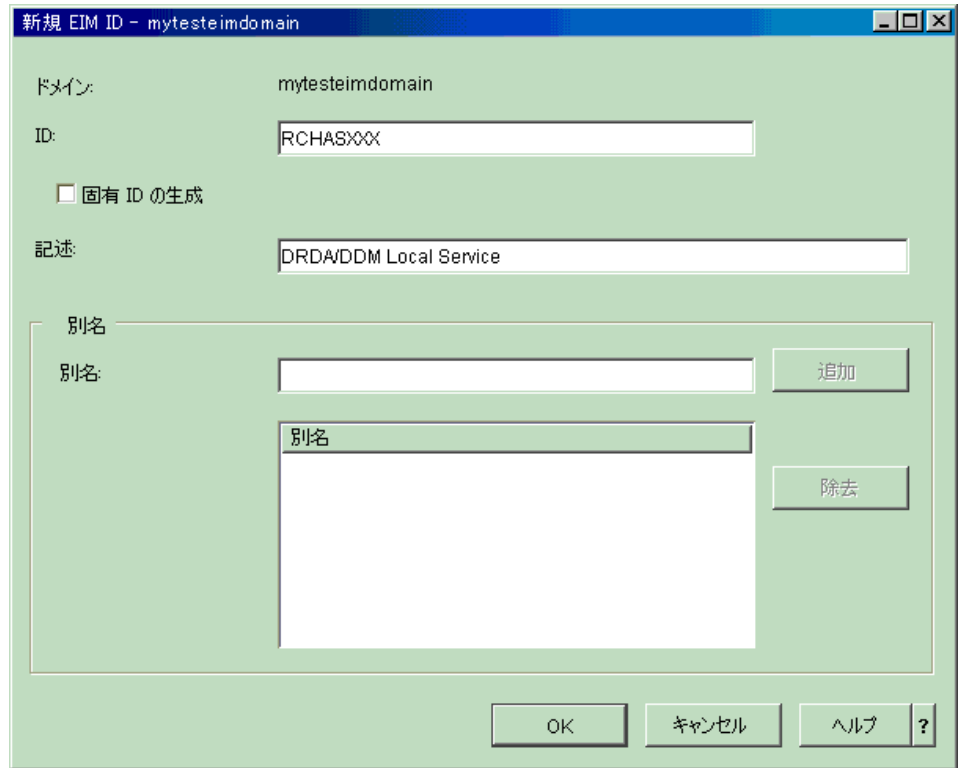 新規 EIM ID - mytesteimdomain
ドメイン: mytesteimdomain
ID: RCHASXXX
固有 ID の生成
記述: DRDA/DDM Local Service
別名
別名: 追加
別名
除去
OK キャンセル ヘルプ ?